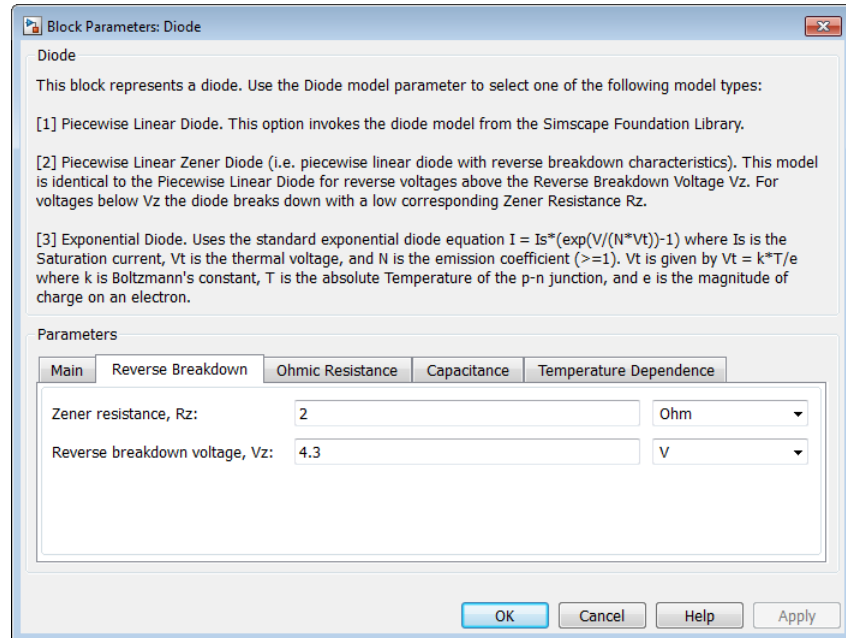 Block Parameters: Diode
Diode
This block represents a diode. Use the Diode model parameter to select one of the following model types:
[1] Piecewise Linear Diode. This option invokes the diode model from the Simscape Foundation Library.
[2] Piecewise Linear Zener Diode (i.e. piecewise linear diode with reverse breakdown characteristics). This model
is identical to the Piecewise Linear Diode for reverse voltages above the Reverse Breakdown Voltage Vz. For
voltages below Vz the diode breaks down with a low corresponding Zener Resistance Rz.
[3] Exponential Diode. Uses the standard exponential diode equation I = Is*(exp(V/(N*Vt))-1) where Is is the
Saturation current, Vt is the thermal voltage, and N is the emission coefficient (>=1). Vt is given by Vt = k*T/e
where k is Boltzmann's constant, T is the absolute Temperature of the p-n junction, and e is the magnitude of
charge on an electron.
Parameters
Main Reverse Breakdown Ohmic Resistance Capacitance Temperature Dependence
Zener resistance, Rz: 2 Ohm
Reverse breakdown voltage, Vz: 4.3 V
OK Cancel Help Apply